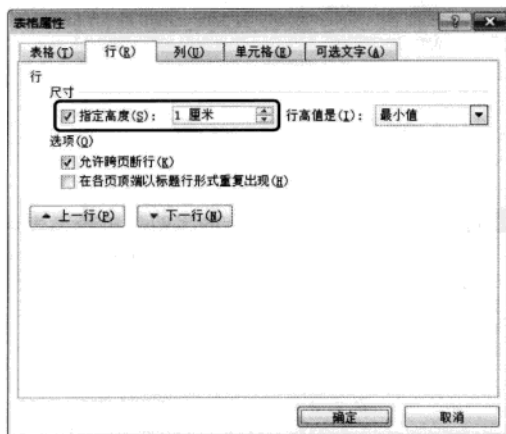 表格属性
表格(T) 行(R) 列(U) 单元格(E) 可选文字(A)
行
尺寸
指定高度(S)： 1 厘米 行高值是(I)： 最小值
选项(O)
允许跨页断行(K)
在各页顶端以标题行形式重复出现(H)
上一行(P) 下一行(N)
确定 取消